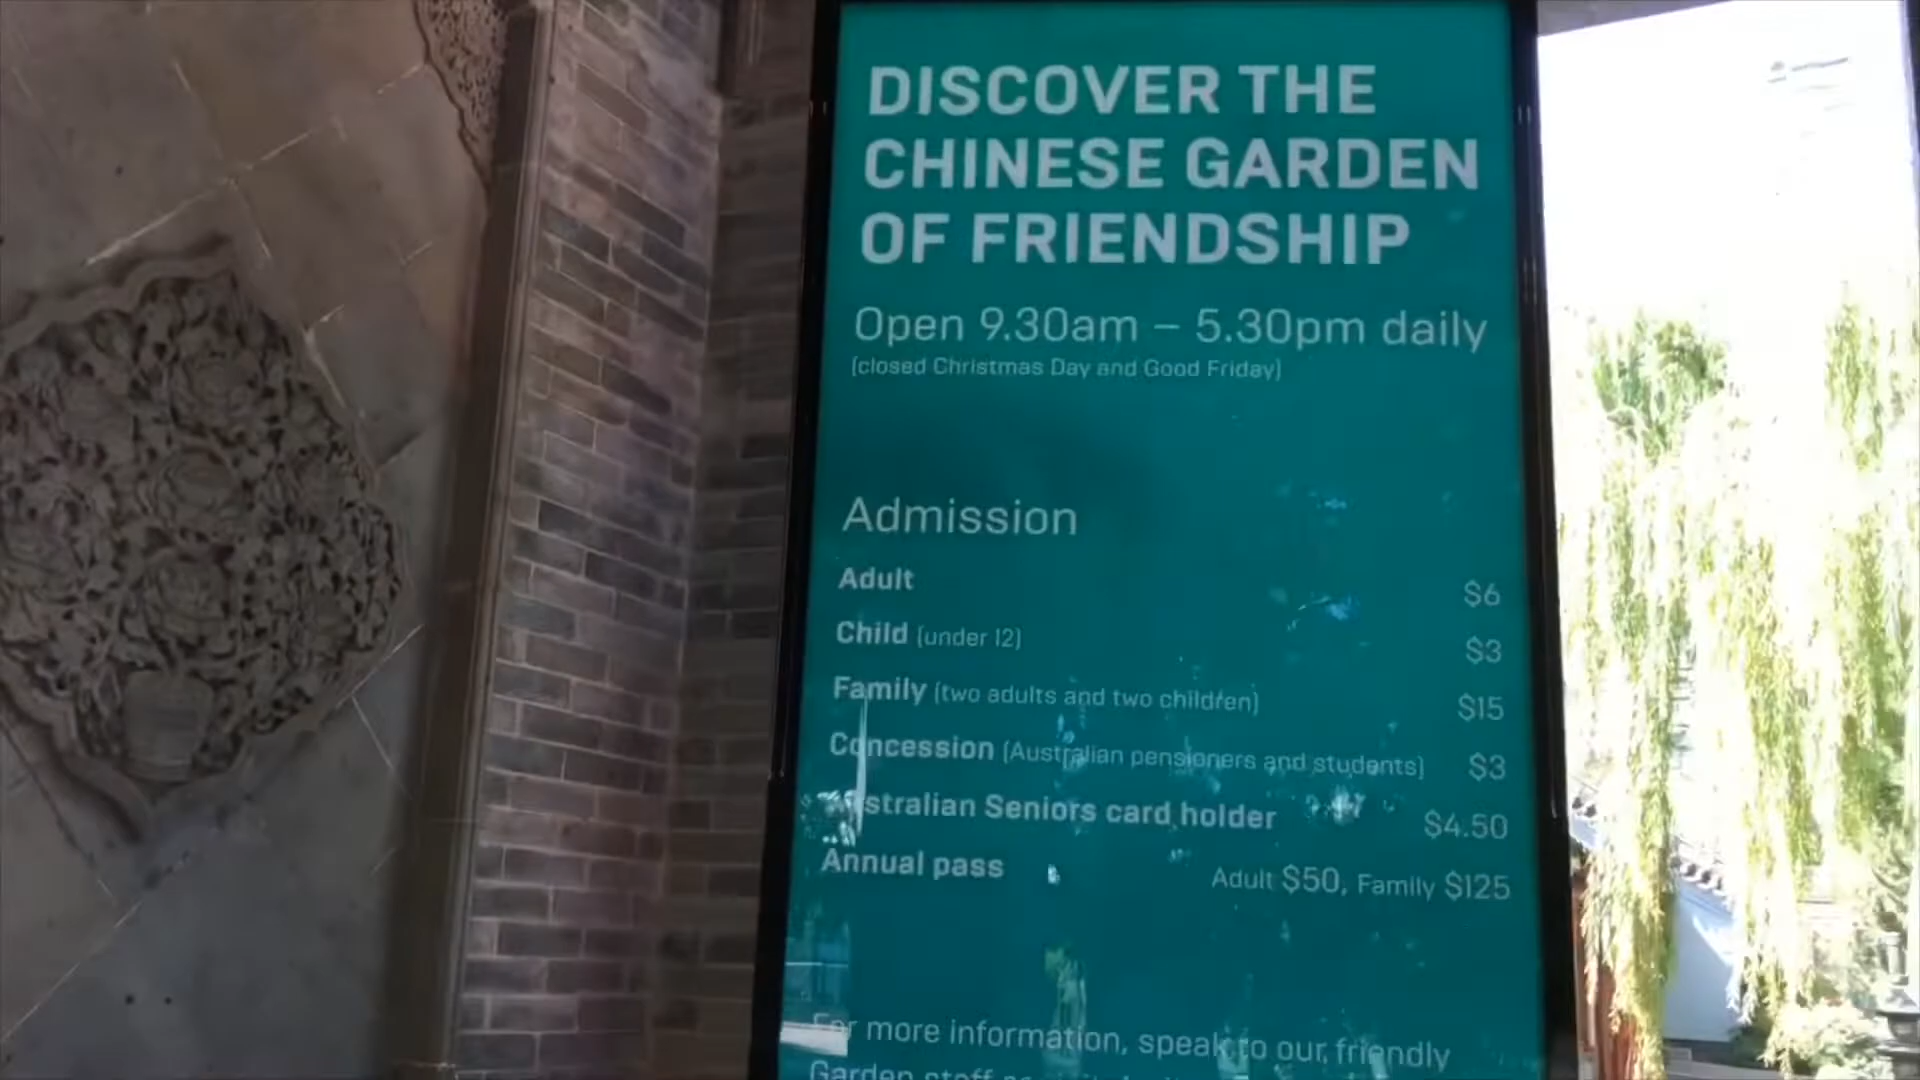 DISCOVER THE
CHINESE GARDEN
OF FRIENDSHIP
Open 9.30am – 5.30pm daily
(closed Christmas Day and Good Friday)
Admission
Adult $6
Child (under 12) $3
Family (two adults and two children) $15
Concession (Australian pensioners and students) $3
Australian Seniors card holder $4.50
Annual pass Adult $50, Family $125
For more information, speak to our friendly
Garden staff